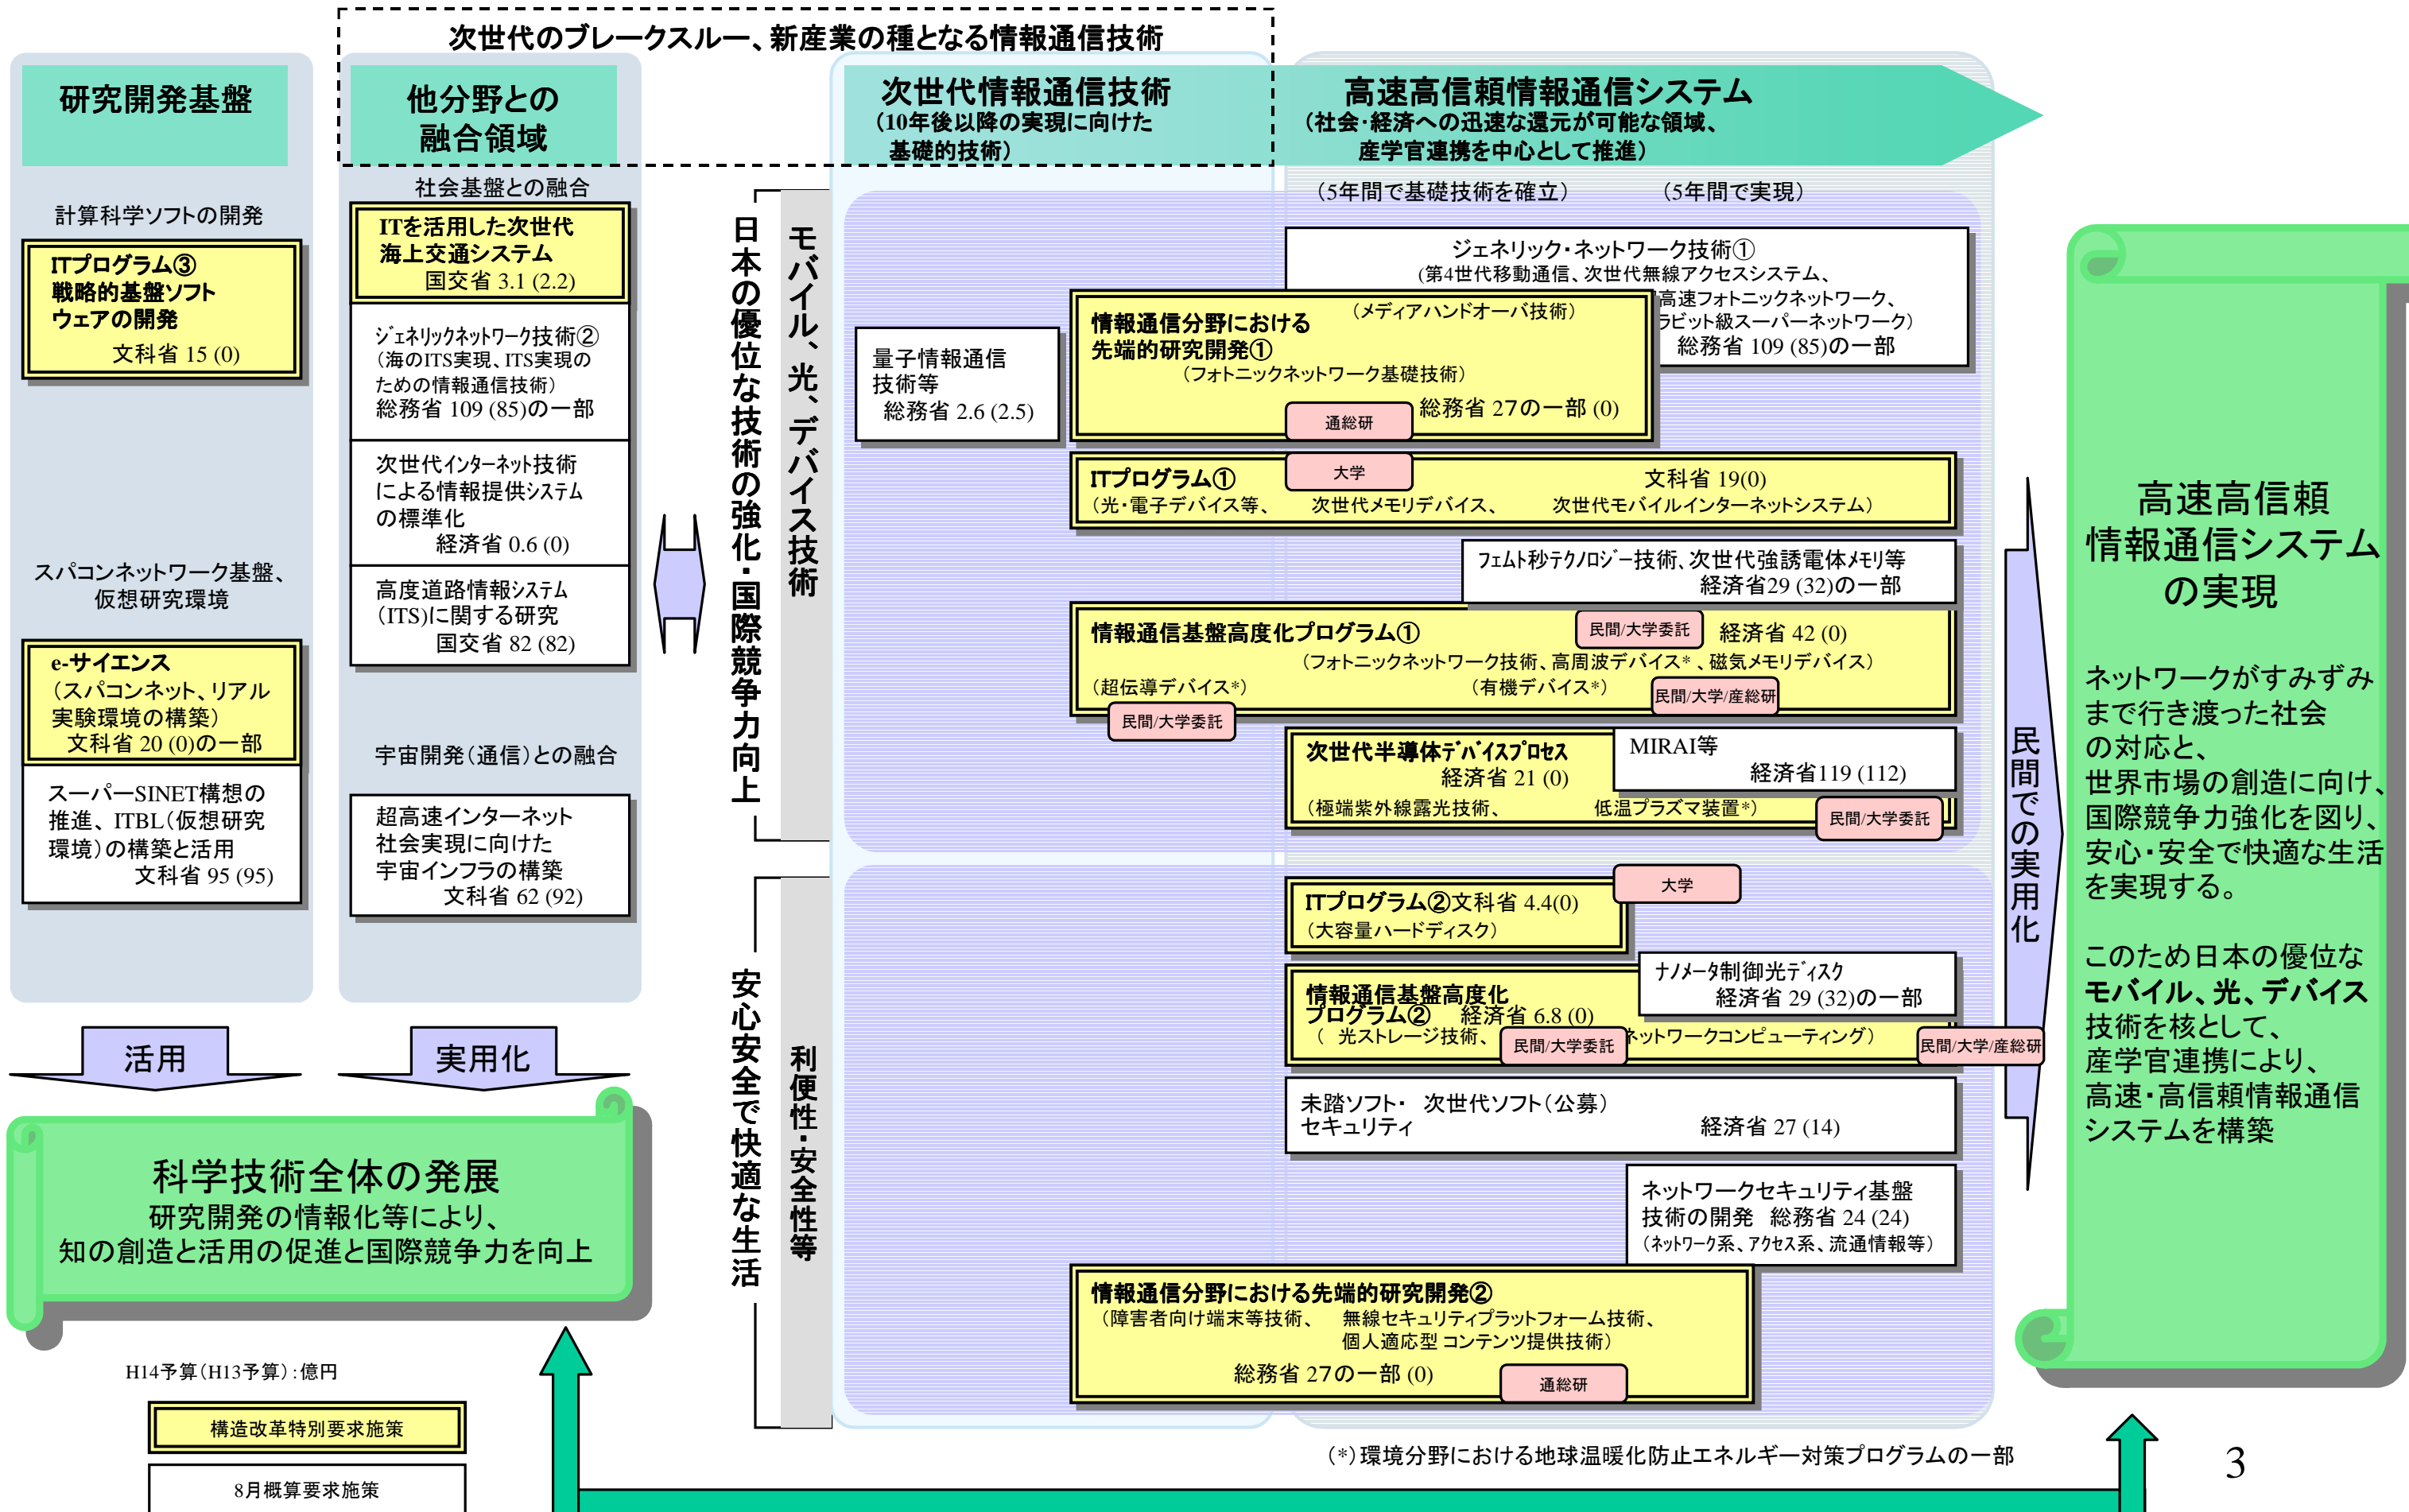 次世代のブレークスルー、新産業の種となる情報通信技術
研究開発基盤
計算科学ソフトの開発
ITプログラム③
戦略的基盤ソフト
ウェアの開発
文科省 15 (0)
スパコンネットワーク基盤、
仮想研究環境
e-サイエンス
（スパコンネット、リアル
実験環境の構築）
文科省 20 (0)の一部
スーパーSINET構想の
推進、ITBL（仮想研究
環境）の構築と活用
文科省 95 (95)
活用
他分野との
融合領域
社会基盤との融合
ITを活用した次世代
海上交通システム
国交省 3.1 (2.2)
ジェネリックネットワーク技術②
（海のITS実現、ITS実現の
ための情報通信技術）
総務省 109 (85)の一部
次世代インターネット技術
による情報提供システム
の標準化
経済省 0.6 (0)
高度道路情報システム
(ITS)に関する研究
国交省 82 (82)
宇宙開発（通信）との融合
超高速インターネット
社会実現に向けた
宇宙インフラの構築
文科省 62 (92)
実用化
科学技術全体の発展
研究開発の情報化等により、
知の創造と活用の促進と国際競争力を向上
H14予算（H13予算）：億円
構造改革特別要求施策
8月概算要求施策
日本の優位な技術の強化・国際競争力向上
モバイル、光、デバイス技術
安心安全で快適な生活
利便性・安全性等
次世代情報通信技術
（10年後以降の実現に向けた
基礎的技術）
高速高信頼情報通信システム
（社会・経済への迅速な還元が可能な領域、
産学官連携を中心として推進）
（5年間で基礎技術を確立）
（5年間で実現）
ジェネリック・ネットワーク技術①
（第4世代移動通信、次世代無線アクセスシステム、
高速フォトニックネットワーク、
ラビット級スーパーネットワーク）
総務省 109 (85)の一部
情報通信分野における
先端的研究開発①
（メディアハンドオーバ技術）
（フォトニックネットワーク基礎技術）
総務省 27の一部 (0)
通総研
量子情報通信
技術等
総務省 2.6 (2.5)
ITプログラム①
大学
文科省 19(0)
（光・電子デバイス等、 次世代メモリデバイス、 次世代モバイルインターネットシステム）
フェムト秒テクノロジー技術、次世代強誘電体メモリ等
経済省29 (32)の一部
情報通信基盤高度化プログラム①
民間/大学委託
経済省 42 (0)
（フォトニックネットワーク技術、高周波デバイス*、磁気メモリデバイス）
（超伝導デバイス*）
（有機デバイス*）
民間/大学/産総研
民間/大学委託
次世代半導体デバイスプロセス
経済省 21 (0)
MIRAI等
経済省119 (112)
（極端紫外線露光技術、 低温プラズマ装置*）
民間/大学委託
ITプログラム②文科省 4.4(0)
（大容量ハードディスク）
大学
情報通信基盤高度化
プログラム② 経済省 6.8 (0)
ナノメータ制御光ディスク
経済省 29 (32)の一部
（ 光ストレージ技術、
民間/大学委託
ネットワークコンピューティング）
民間/大学/産総研
未踏ソフト・ 次世代ソフト（公募）
セキュリティ
経済省 27 (14)
ネットワークセキュリティ基盤
技術の開発 総務省 24 (24)
（ネットワーク系、アクセス系、流通情報等）
情報通信分野における先端的研究開発②
（障害者向け端末等技術、 無線セキュリティプラットフォーム技術、
個人適応型 コンテンツ提供技術）
総務省 27の一部 (0)
通総研
（*）環境分野における地球温暖化防止エネルギー対策プログラムの一部
民間での実用化
高速高信頼
情報通信システム
の実現
ネットワークがすみずみ
まで行き渡った社会
の対応と、
世界市場の創造に向け、
国際競争力強化を図り、
安心・安全で快適な生活
を実現する。
このため日本の優位な
モバイル、光、デバイス
技術を核として、
産学官連携により、
高速・高信頼情報通信
システムを構築
3